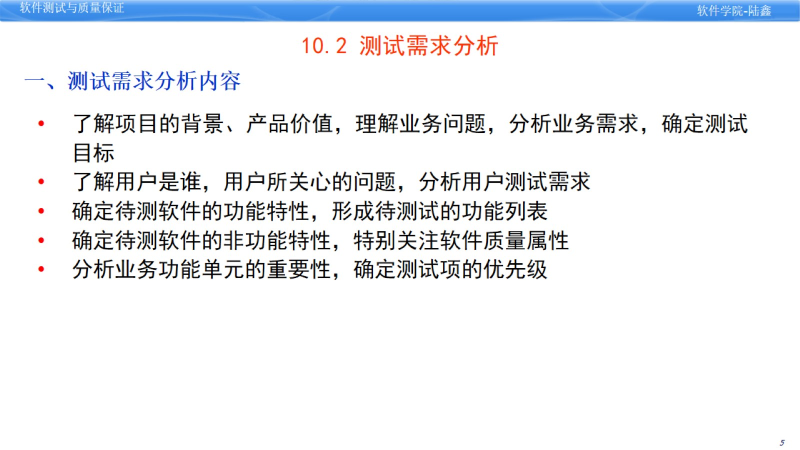 软件测试与质量保证
软件学院-陆鑫
10.2 测试需求分析
一、测试需求分析内容
• 了解项目的背景、产品价值，理解业务问题，分析业务需求，确定测试
目标
• 了解用户是谁，用户所关心的问题，分析用户测试需求
• 确定待测软件的功能特性，形成待测试的功能列表
• 确定待测软件的非功能特性，特别关注软件质量属性
• 分析业务功能单元的重要性，确定测试项的优先级
5